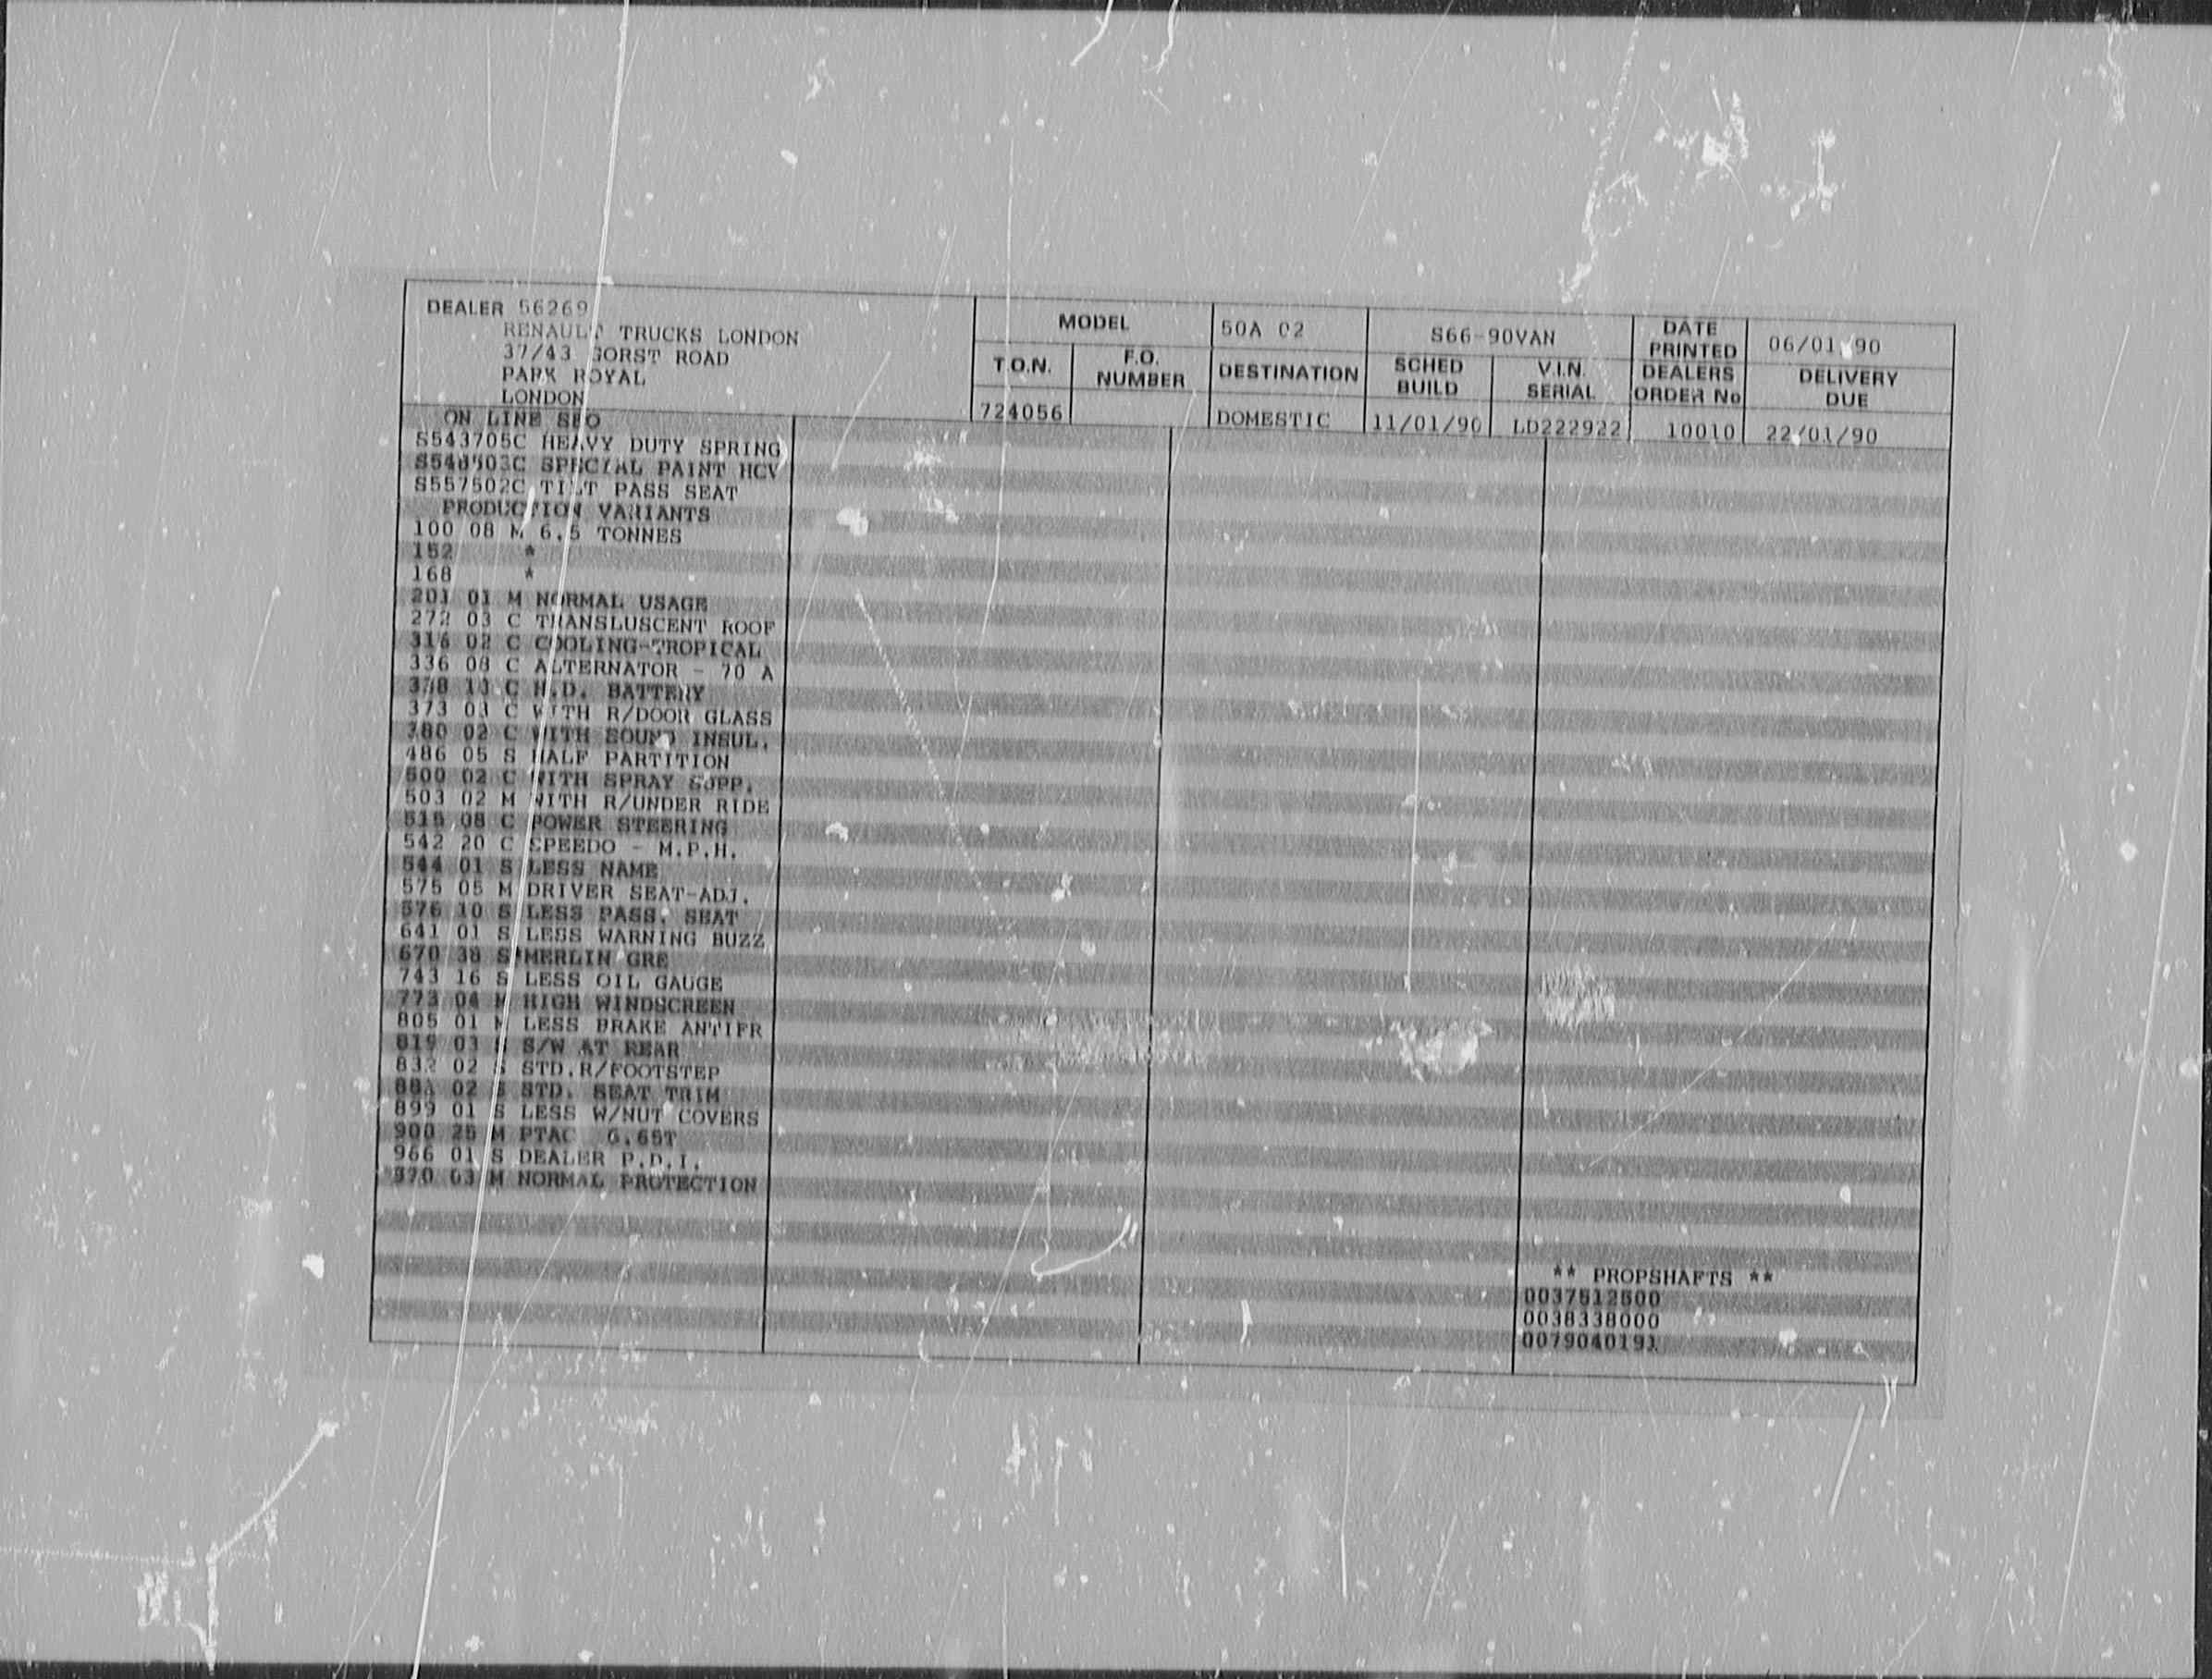 DEALER 56269
RENAULT TRUCKS LONDON
37/43 GORST ROAD
PARK ROYAL
LONDON
MODEL 50A 02 S66-90VAN DATE PRINTED 06/01/90
T.O.N. F.O. NUMBER DESTINATION SCHED BUILD V.I.N. SERIAL DEALERS ORDER No DELIVERY DUE
724056 DOMESTIC 11/01/90 LD222922 10010 22/01/90
ON LINE SFO
S543705C HEAVY DUTY SPRING
S548503C SPECIAL PAINT HCV
S557502C TILT PASS SEAT
PRODUCTION VARIANTS
100 08 M 6.5 TONNES
152 *
168 *
201 01 M NORMAL USAGE
272 03 C TRANSLUSCENT ROOF
316 02 C COOLING-TROPICAL
336 08 C ALTERNATOR - 70 A
C H.D. BATTERY
373 03 C WITH R/DOOR GLASS
380 02 C WITH SOUND INSUL.
486 05 S HALF PARTITION
500 02 C WITH SPRAY SUPP.
503 02 M WITH R/UNDER RIDE
515 08 C POWER STEERING
542 20 C SPEEDO - M.P.H.
544 01 S LESS NAME
575 05 M DRIVER SEAT-ADJ.
576 10 S LESS PASS. SEAT
641 01 S LESS WARNING BUZZ
670 38 S MERLIN GRE
743 16 S LESS OIL GAUGE
773 04 M HIGH WINDSCREEN
805 01 M LESS BRAKE ANTIFR
819 03 S S/W AT REAR
832 02 S STD.R/FOOTSTEP
02 S STD. SEAT TRIM
899 01 S LESS W/NUT COVERS
900 25 M PTAC 6.65T
966 01 S DEALER P.D.I.
970 03 M NORMAL PROTECTION
** PROPSHAFTS **
0037512500
0038338000
0079040191